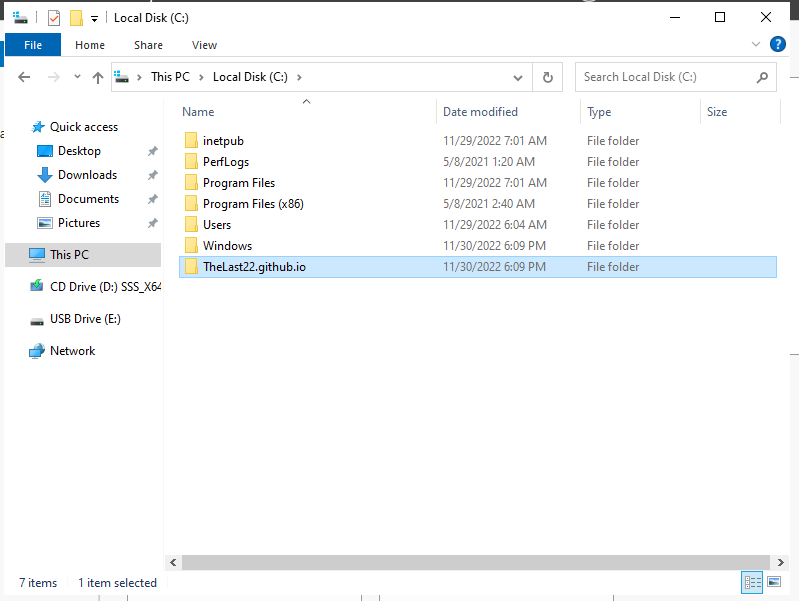 Local Disk (C:)
File Home Share View
This PC Local Disk (C:) Search Local Disk (C:)
Name Date modified Type Size
Quick access
Desktop
Downloads
Documents
Pictures
This PC
CD Drive (D:) SSS_X64
USB Drive (E:)
Network
inetpub 11/29/2022 7:01 AM File folder
PerfLogs 5/8/2021 1:20 AM File folder
Program Files 11/29/2022 7:01 AM File folder
Program Files (x86) 5/8/2021 2:40 AM File folder
Users 11/29/2022 6:04 AM File folder
Windows 11/30/2022 6:09 PM File folder
TheLast22.github.io 11/30/2022 6:09 PM File folder
7 items 1 item selected